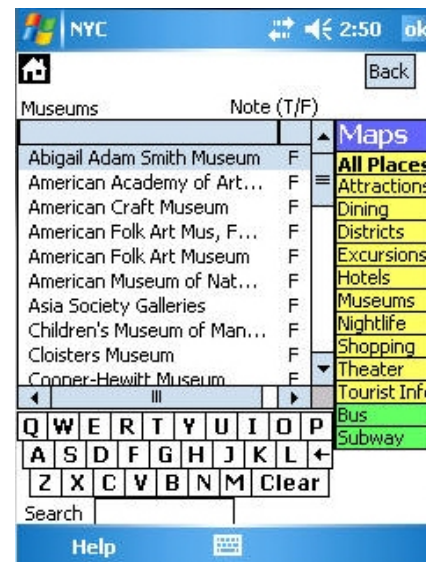 NYC 2:50 ok
Back
Museums Note (T/F)
Abigail Adam Smith Museum F
American Academy of Art... F
American Craft Museum F
American Folk Art Mus, F... F
American Folk Art Museum F
American Museum of Nat... F
Asia Society Galleries F
Children's Museum of Man... F
Cloisters Museum F
Cooper-Hewitt Museum F
Maps
All Places
Attractions
Dining
Districts
Excursions
Hotels
Museums
Nightlife
Shopping
Theater
Tourist Info
Bus
Subway
Q W E R T Y U I O P
A S D F G H J K L ←
Z X C V B N M Clear
Search
Help